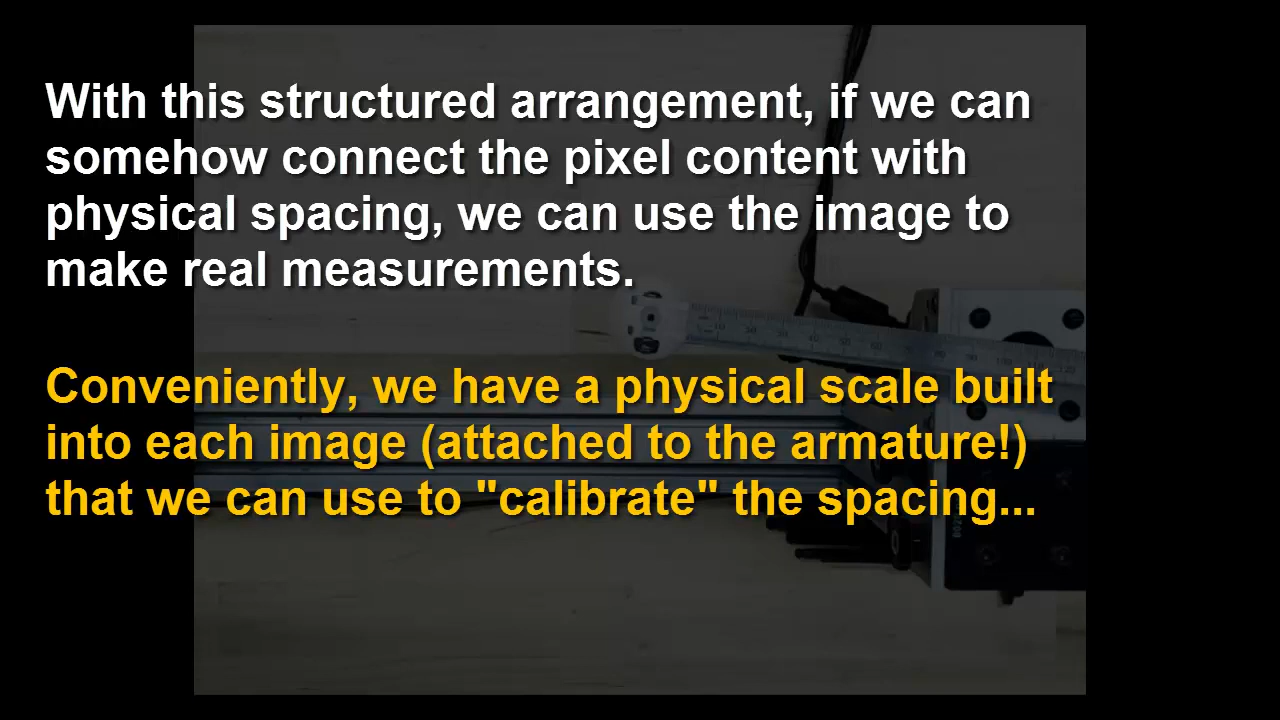 With this structured arrangement, if we can
somehow connect the pixel content with
physical spacing, we can use the image to
make real measurements.
Conveniently, we have a physical scale built
into each image (attached to the armature!)
that we can use to "calibrate" the spacing...